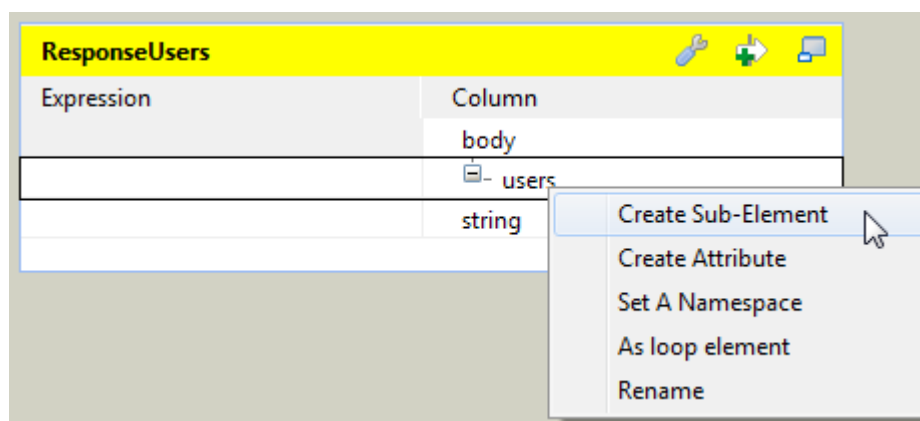 ResponseUsers
Expression Column
body
users
string
Create Sub-Element
Create Attribute
Set A Namespace
As loop element
Rename